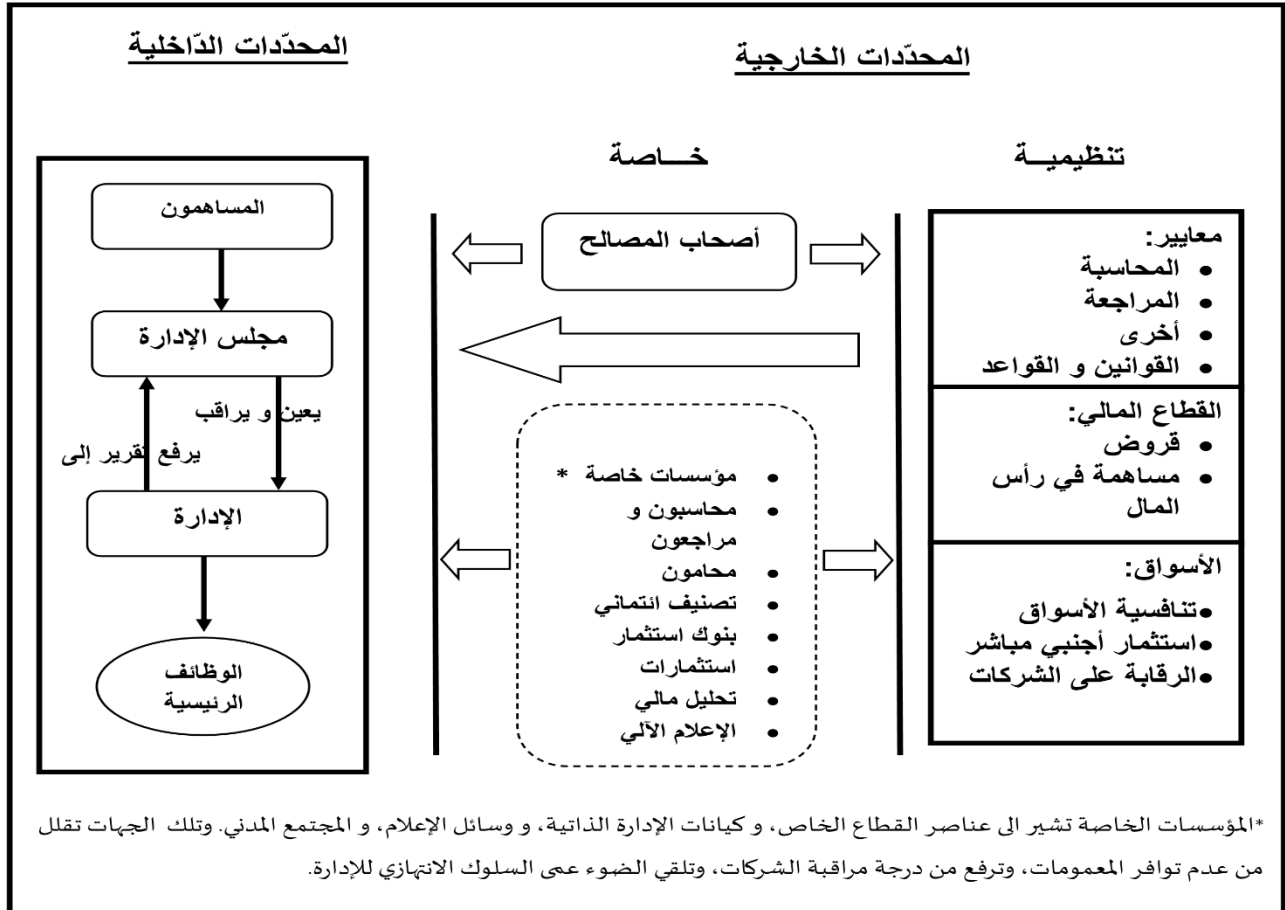 المحدّدات الخارجية
المحدّدات الدّاخلية
تنظيميــة
خـــاصة
معايير:
• المحاسبة
• المراجعة
• أخرى
• القوانين و القواعد
القطاع المالي:
• قروض
• مساهمة في رأس
المال
الأسواق:
•تنافسية الأسواق
•استثمار أجنبي مباشر
•الرقابة على الشركات
أصحاب المصالح
• مؤسسات خاصة *
• محاسبون و
مراجعون
• محامون
• تصنيف ائتماني
• بنوك استثمار
• استثمارات
• تحليل مالي
• الإعلام الآلي
المساهمون
مجلس الإدارة
يعين و يراقب
يرفع تقرير إلى
الإدارة
الوظائف
الرئيسية
*المؤسسات الخاصة تشير الى عناصر القطاع الخاص، و كيانات الإدارة الذاتية، و وسائل الإعلام، و المجتمع المدني. وتلك الجهات تقلل
من عدم توافر المعمومات، وترفع من درجة مراقبة الشركات، وتلقي الضوء عمى السلوك الانتهازي للإدارة.